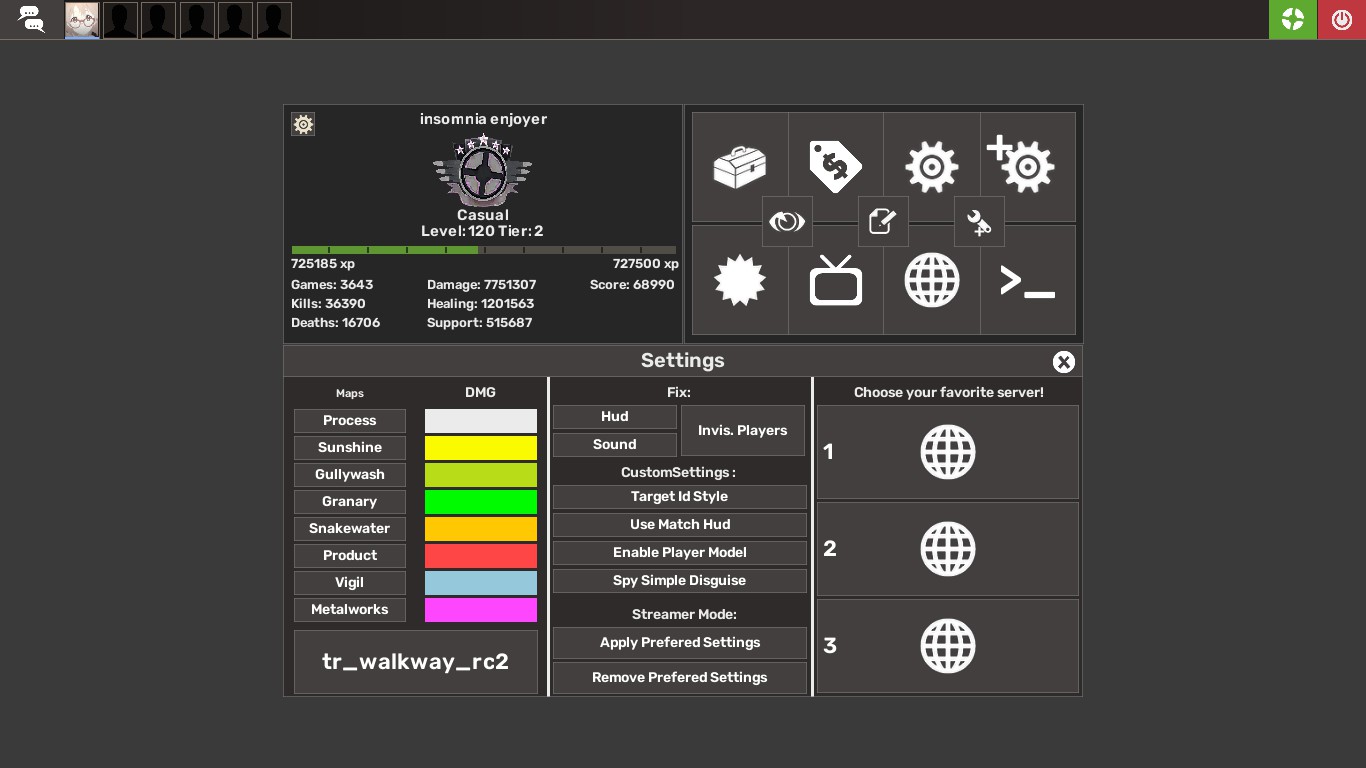 insomnia enjoyer
Casual
Level: 120 Tier: 2
725185 xp
727500 xp
Games: 3643
Damage: 7751307
Score: 68990
Kills: 36390
Healing: 1201563
Deaths: 16706
Support: 515687
>_
Settings
Maps
DMG
Process
Sunshine
Gullywash
Granary
Snakewater
Product
Vigil
Metalworks
tr_walkway_rc2
Fix:
Hud
Sound
Invis. Players
CustomSettings :
Target Id Style
Use Match Hud
Enable Player Model
Spy Simple Disguise
Streamer Mode:
Apply Prefered Settings
Remove Prefered Settings
Choose your favorite server!
1
2
3